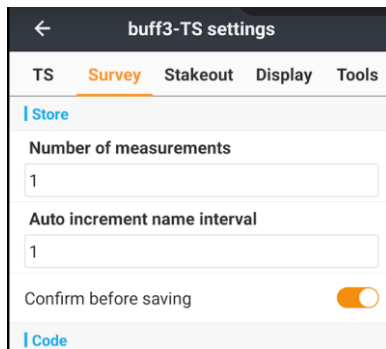 buff3-TS settings
TS Survey Stakeout Display Tools
Store
Number of measurements
1
Auto increment name interval
1
Confirm before saving
Code